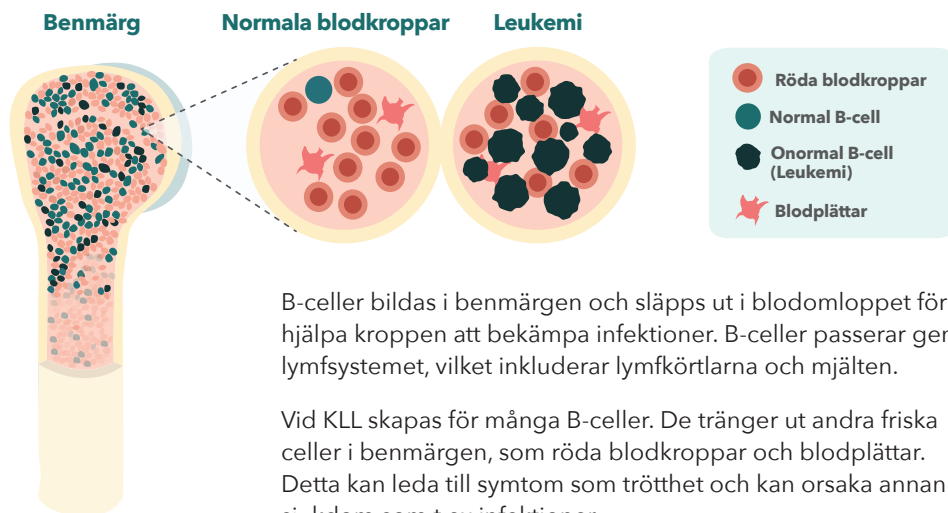 Benmärg
Normala blodkroppar
Leukemi
Röda blodkroppar
Normal B-cell
Onormal B-cell
(Leukemi)
Blodplättar
B-celler bildas i benmärgen och släpps ut i blodomloppet för
hjälpa kroppen att bekämpa infektioner. B-celler passerar
lymfsystemet, vilket inkluderar lymfkörtlarna och mjälten.
Vid KLL skapas för många B-celler. De tränger ut andra friska
celler i benmärgen, som röda blodkroppar och blodplättar.
Detta kan leda till symtom som trötthet och kan orsaka annan